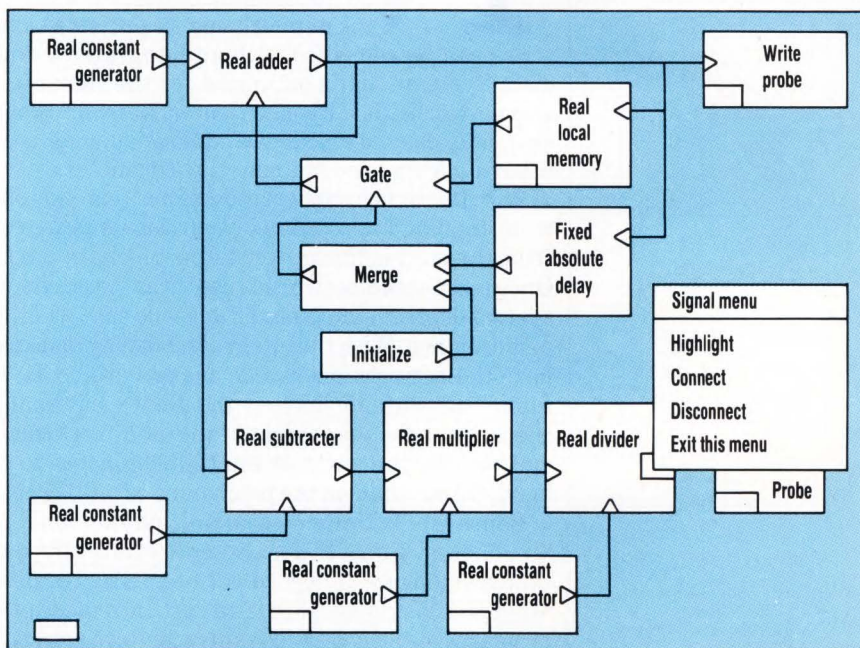 Real constant
generator
Real adder
Write
probe
Real
local
memory
Gate
Fixed
absolute
delay
Merge
Initialize
Signal menu
Highlight
Connect
Disconnect
Exit this menu
Probe
Real subtracter
Real multiplier
Real divider
Real constant
generator
Real constant
generator
Real constant
generator